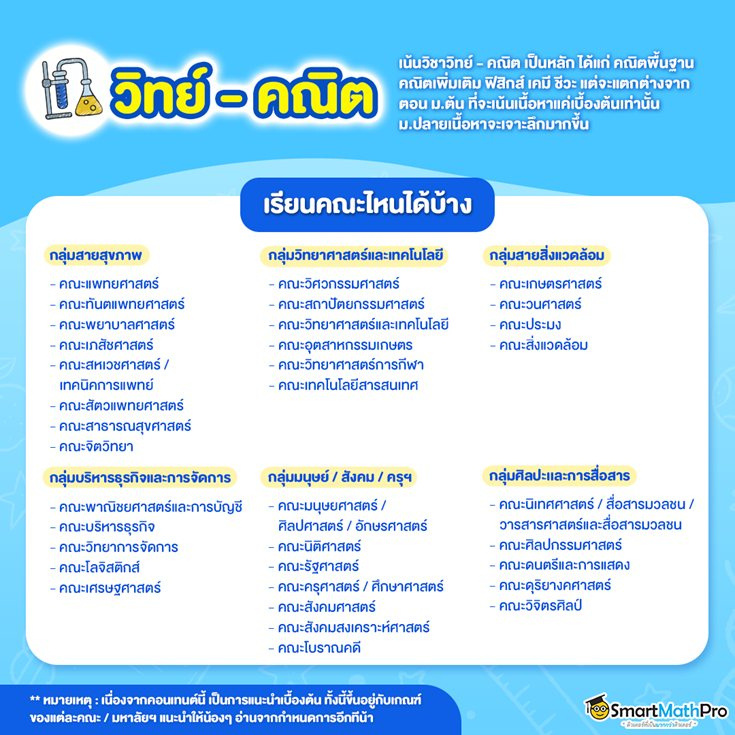 วิทย์ - คณิต
เน้นวิชาวิทย์ - คณิต เป็นหลัก ได้แก่ คณิตพื้นฐาน
คณิตเพิ่มเติม ฟิสิกส์ เคมี ชีวะ แต่จะแตกต่างจาก
ตอน ม.ต้น ที่จะเน้นเนื้อหาแค่เบื้องต้นเท่านั้น
ม.ปลายเนื้อหาจะเจาะลึกมากขึ้น
เรียนคณะไหนได้บ้าง
กลุ่มสายสุขภาพ
- คณะแพทยศาสตร์
- คณะทันตแพทยศาสตร์
- คณะพยาบาลศาสตร์
- คณะเภสัชศาสตร์
- คณะสหเวชศาสตร์ /
เทคนิคการแพทย์
- คณะสัตวแพทยศาสตร์
- คณะสาธารณสุขศาสตร์
- คณะจิตวิทยา
กลุ่มวิทยาศาสตร์และเทคโนโลยี
- คณะวิศวกรรมศาสตร์
- คณะสถาปัตยกรรมศาสตร์
- คณะวิทยาศาสตร์และเทคโนโลยี
- คณะอุตสาหกรรมเกษตร
- คณะวิทยาศาสตร์การกีฬา
- คณะเทคโนโลยีสารสนเทศ
กลุ่มสายสิ่งแวดล้อม
- คณะเกษตรศาสตร์
- คณะวนศาสตร์
- คณะประมง
- คณะสิ่งแวดล้อม
กลุ่มบริหารธุรกิจและการจัดการ
- คณะพาณิชยศาสตร์และการบัญชี
- คณะบริหารธุรกิจ
- คณะวิทยาการจัดการ
- คณะโลจิสติกส์
- คณะเศรษฐศาสตร์
กลุ่มมนุษย์ / สังคม / ครุฯ
- คณะมนุษยศาสตร์ /
ศิลปศาสตร์ / อักษรศาสตร์
- คณะนิติศาสตร์
- คณะรัฐศาสตร์
- คณะครุศาสตร์ / ศึกษาศาสตร์
- คณะสังคมศาสตร์
- คณะสังคมสงเคราะห์ศาสตร์
- คณะโบราณคดี
กลุ่มศิลปะและการสื่อสาร
- คณะนิเทศศาสตร์ / สื่อสารมวลชน /
วารสารศาสตร์และสื่อสารมวลชน
- คณะศิลปกรรมศาสตร์
- คณะดนตรีและการแสดง
- คณะดุริยางคศาสตร์
- คณะวิจิตรศิลป์
** หมายเหตุ : เนื่องจากคอนเทนต์นี้ เป็นการแนะนำเบื้องต้น ทั้งนี้ขึ้นอยู่กับเกณฑ์
ของแต่ละคณะ / มหาลัยฯ แนะนำให้น้องๆ อ่านจากกำหนดการอีกทีน้า
SmartMathPro
ติวเตอร์ที่เป็นมากกว่าติวเตอร์